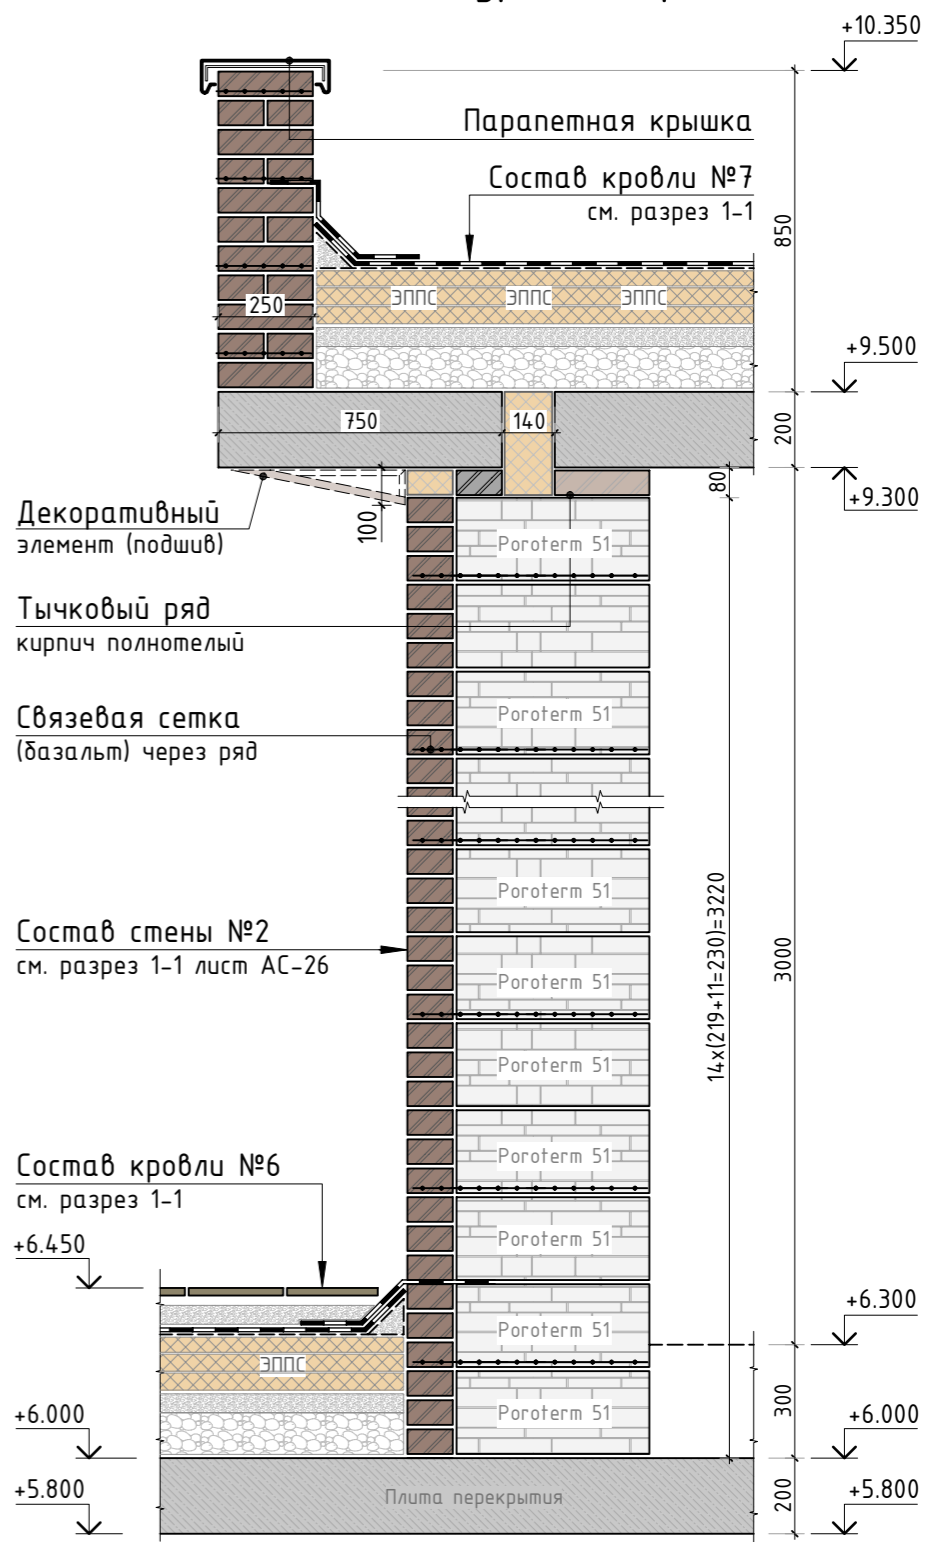 +10.350
Парапетная крышка
Состав кровли №7
см. разрез 1-1
850
ЭППС ЭППС ЭППС
250
+9.500
750
140
200
80
+9.300
100
Декоративный
элемент (подшив)
Poroterm 51
Тычковый ряд
кирпич полнотелый
Связевая сетка
(базальт) через ряд
Poroterm 51
Poroterm 51
14x(219+11=230)=3220
3000
Состав стены №2
см. разрез 1-1 лист АС-26
Poroterm 51
Poroterm 51
Poroterm 51
Состав кровли №6
см. разрез 1-1
Poroterm 51
+6.450
+6.300
Poroterm 51
ЭППС
300
Poroterm 51
+6.000
+6.000
+5.800
Плита перекрытия
200
+5.800